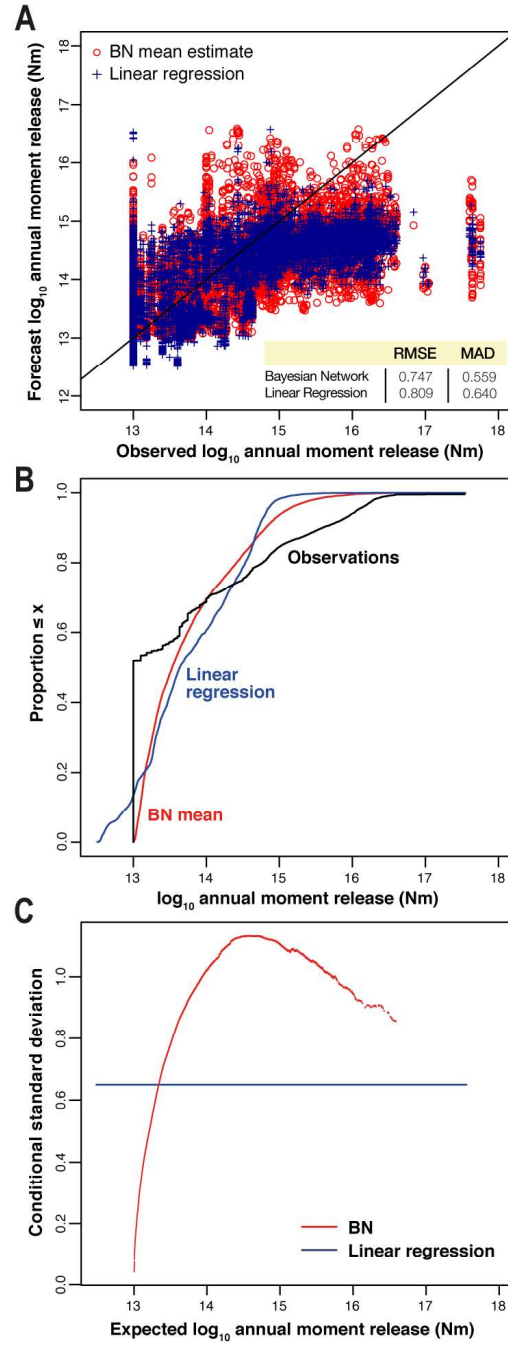 A
Forecast log10 annual moment release (Nm)
18
17
16
15
14
13
12
BN mean estimate
Linear regression
RMSE MAD
Bayesian Network 0.747 0.559
Linear Regression 0.809 0.640
13 14 15 16 17 18
Observed log10 annual moment release (Nm)
B
Proportion ≤ x
1.0
0.8
0.6
0.4
0.2
0.0
Observations
Linear
regression
BN mean
13 14 15 16 17 18
log10 annual moment release (Nm)
C
Conditional standard deviation
1.0
0.8
0.6
0.4
0.2
0.0
BN
Linear regression
13 14 15 16 17 18
Expected log10 annual moment release (Nm)